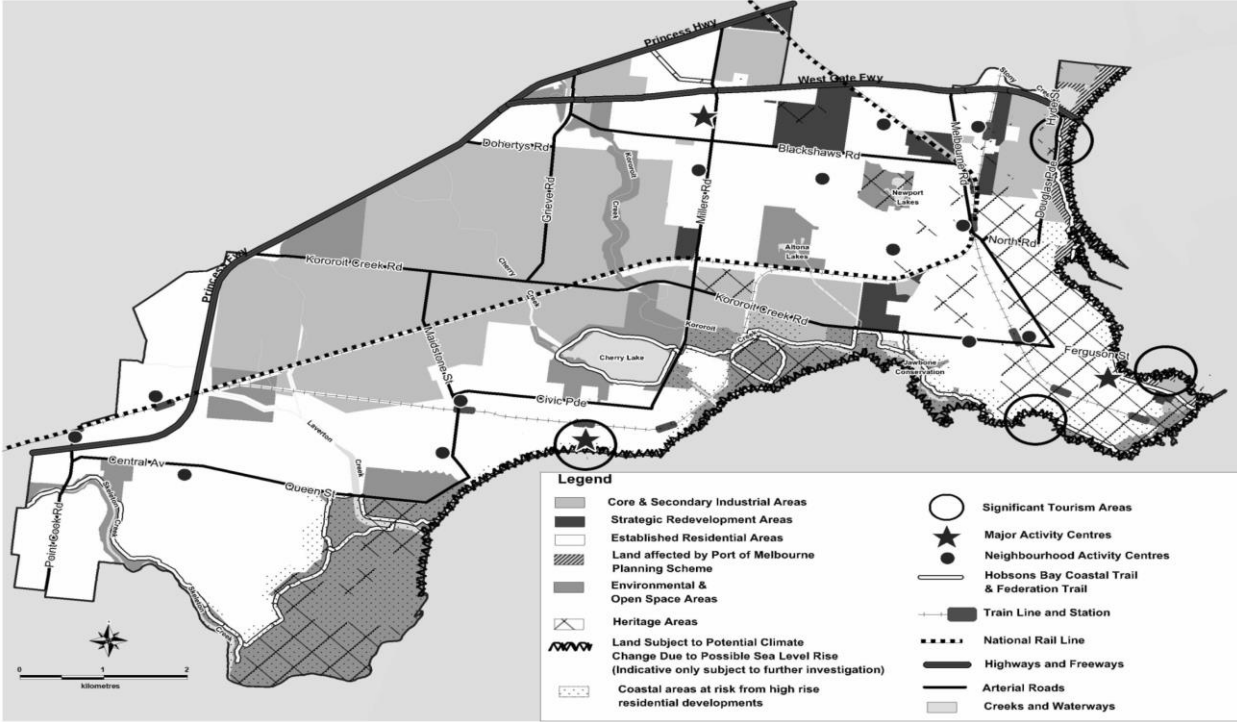 Princess Hwy
West Gate Fwy
Stony
Creek
Hyde St
Dohertys Rd
Grieve Rd
Kororoit
Creek
Millers Rd
Blackshaws Rd
Melbourne Rd
Douglas Pde
Newport
Lakes
Altona
Lakes
North Rd
Princess Fwy
Kororoit Creek Rd
Cherry
Creek
Kororoit Creek Rd
Kororoit
Creek
Maidstone St
Cherry Lake
Jawbone
Conservation
Ferguson St
Civic Pde
Laverton
Creek
Central Av
Queen St
Point Cook Rd
Skeleton
Creek
Skeleton
Creek
0 1 2
kilometres
Legend
Core & Secondary Industrial Areas
Strategic Redevelopment Areas
Established Residential Areas
Land affected by Port of Melbourne
Planning Scheme
Environmental &
Open Space Areas
Heritage Areas
Land Subject to Potential Climate
Change Due to Possible Sea Level Rise
(Indicative only subject to further investigation)
Coastal areas at risk from high rise
residential developments
Significant Tourism Areas
Major Activity Centres
Neighbourhood Activity Centres
Hobsons Bay Coastal Trail
& Federation Trail
Train Line and Station
National Rail Line
Highways and Freeways
Arterial Roads
Creeks and Waterways